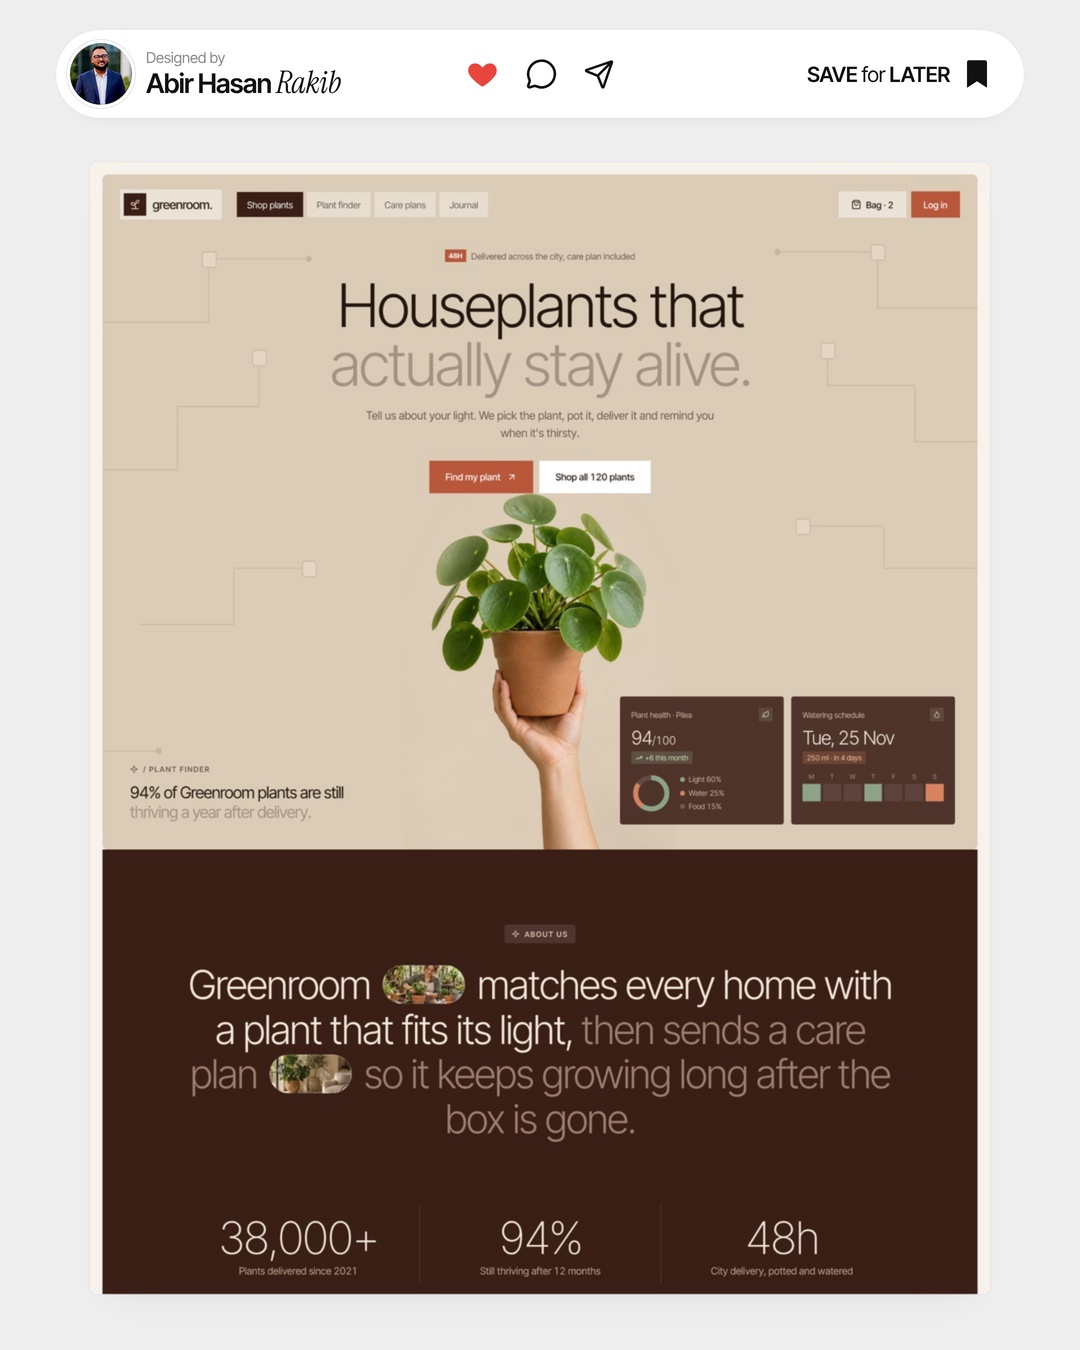 Designed by
Abir Hasan Rakib
SAVE for LATER
greenroom.
Shop plants
Plant finder
Care plans
Journal
Bag · 2
Log in
48H Delivered across the city, care plan included
Houseplants that
actually stay alive.
Tell us about your light. We pick the plant, pot it, deliver it and remind you
when it's thirsty.
Find my plant
Shop all 120 plants
/ PLANT FINDER
94% of Greenroom plants are still
thriving a year after delivery.
Plant health · Pilea
94/100
+6 this month
Light 60%
Water 25%
Food 15%
Watering schedule
Tue, 25 Nov
250 ml · in 4 days
M T W T F S S
ABOUT US
Greenroom matches every home with
a plant that fits its light, then sends a care
plan so it keeps growing long after the
box is gone.
38,000+
Plants delivered since 2021
94%
Still thriving after 12 months
48h
City delivery, potted and watered